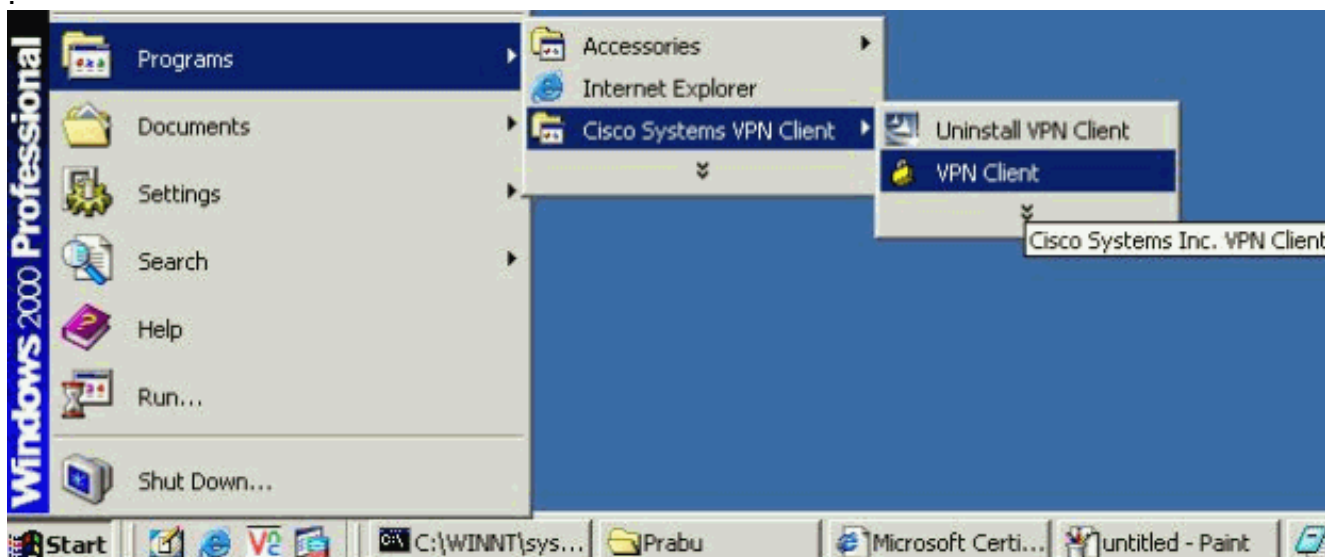 Windows 2000 Professional
Programs
Documents
Settings
Search
Help
Run...
Shut Down...
Accessories
Internet Explorer
Cisco Systems VPN Client
Uninstall VPN Client
VPN Client
Cisco Systems Inc. VPN Client
Start
C:\WINNT\sys...
Prabu
Microsoft Certi...
untitled - Paint